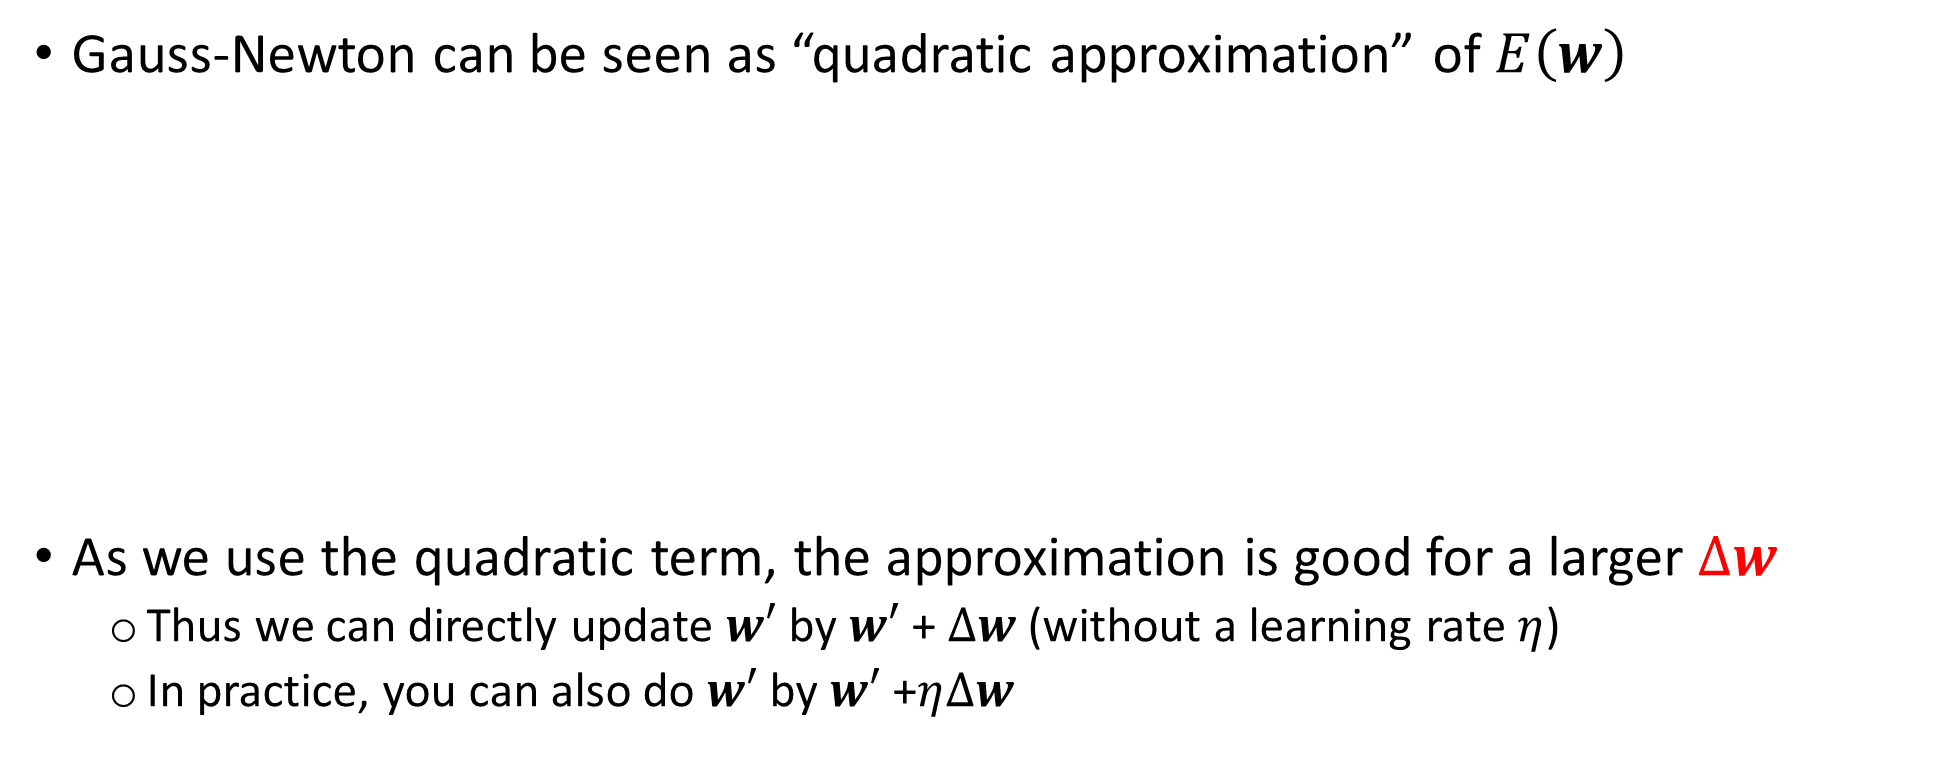 • Gauss-Newton can be seen as “quadratic approximation” of E(w)
• As we use the quadratic term, the approximation is good for a larger Δw
○ Thus we can directly update w′ by w′ + Δw (without a learning rate η)
○ In practice, you can also do w′ by w′ +ηΔw